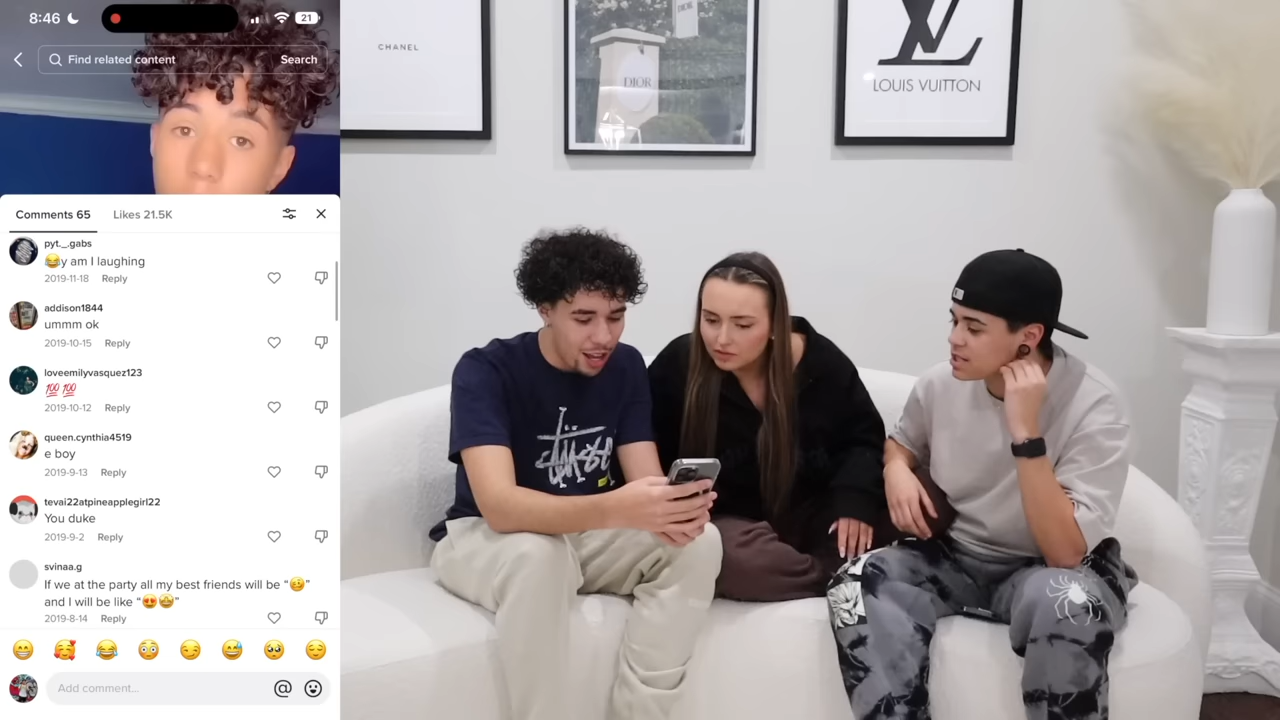 8:46
21
Find related content
Search
Comments 65
Likes 21.5K
pyt._.gabs
y am I laughing
2019-11-18 Reply
addison1844
ummm ok
2019-10-15 Reply
loveemilyvasquez123
💯 💯
2019-10-12 Reply
queen.cynthia4519
e boy
2019-9-13 Reply
tevai22atpineapplegirl22
You duke
2019-9-2 Reply
svinaa.g
If we at the party all my best friends will be “🥴”
and I will be like “😍🤩”
2019-8-14 Reply
Add comment...
@
CHANEL
DIOR
LV
LOUIS VUITTON
Stüssy